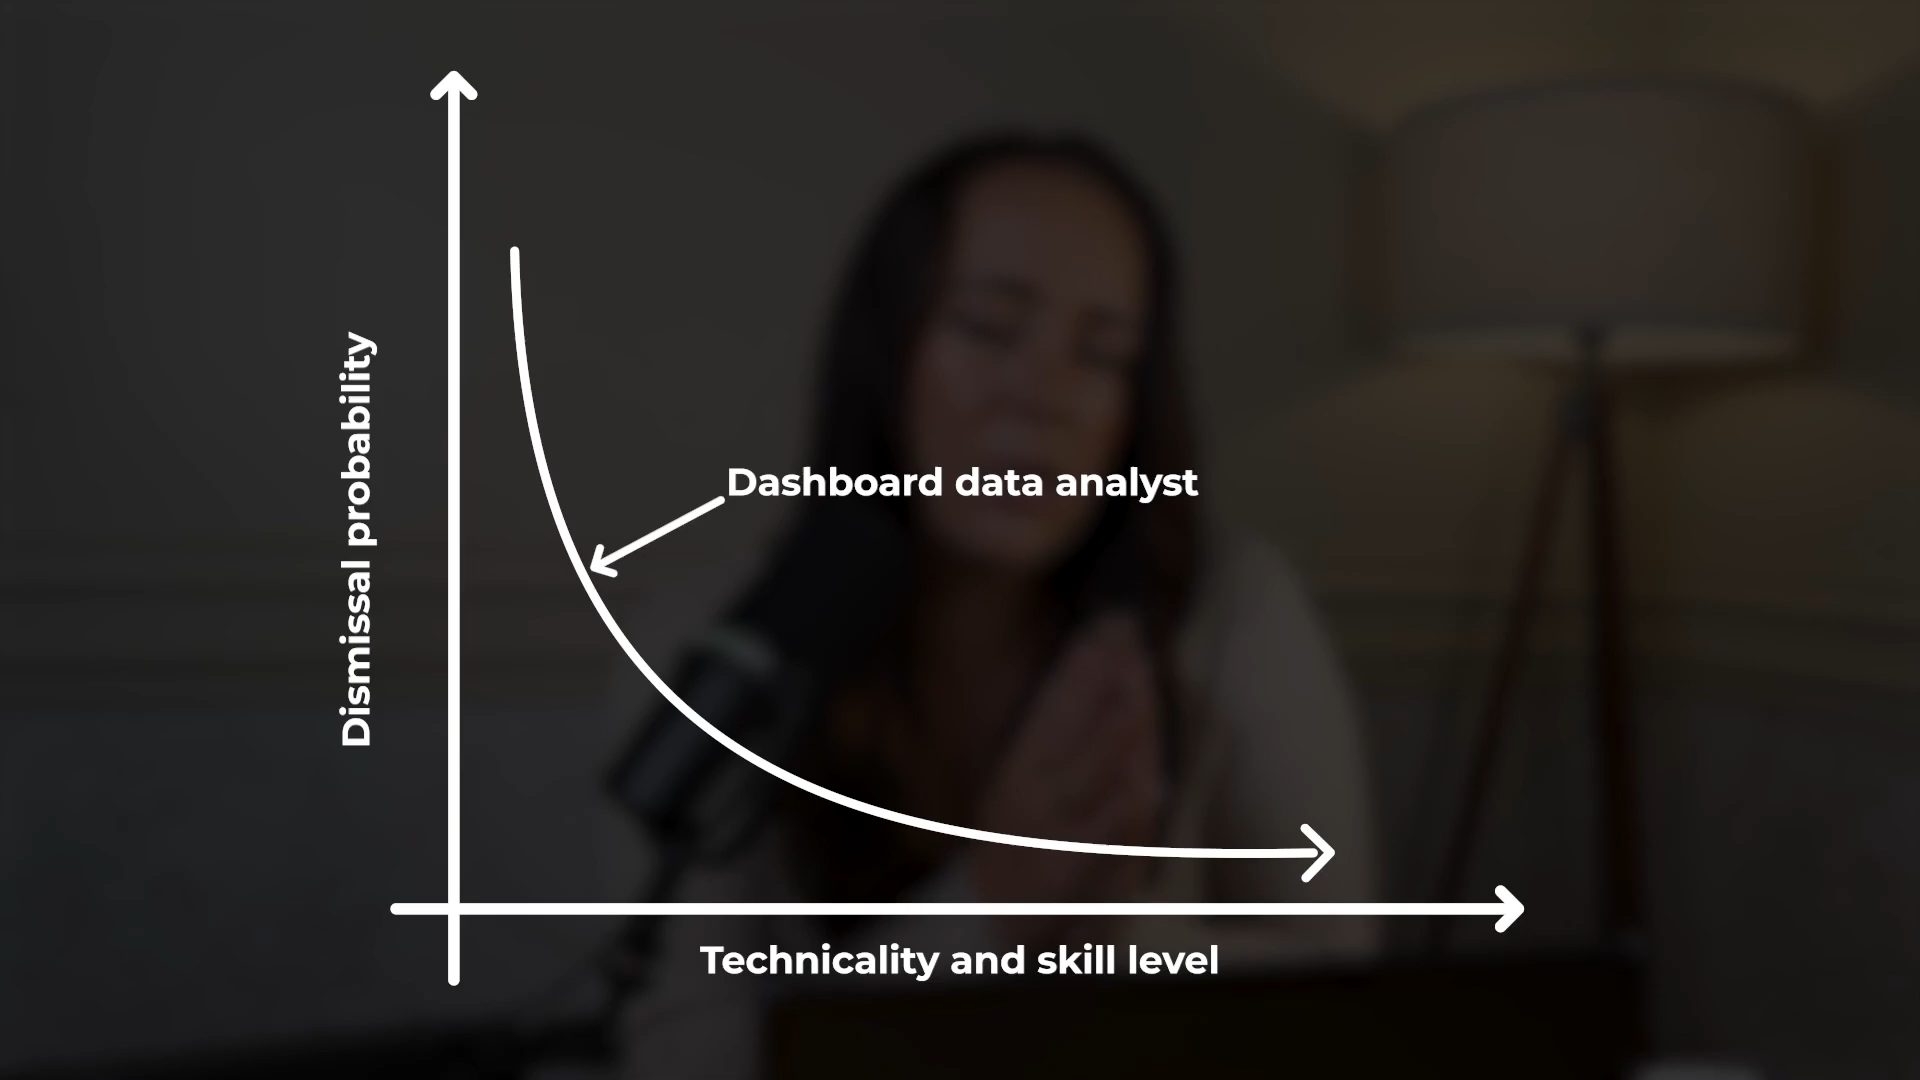 Dismissal probability
Dashboard data analyst
Technicality and skill level